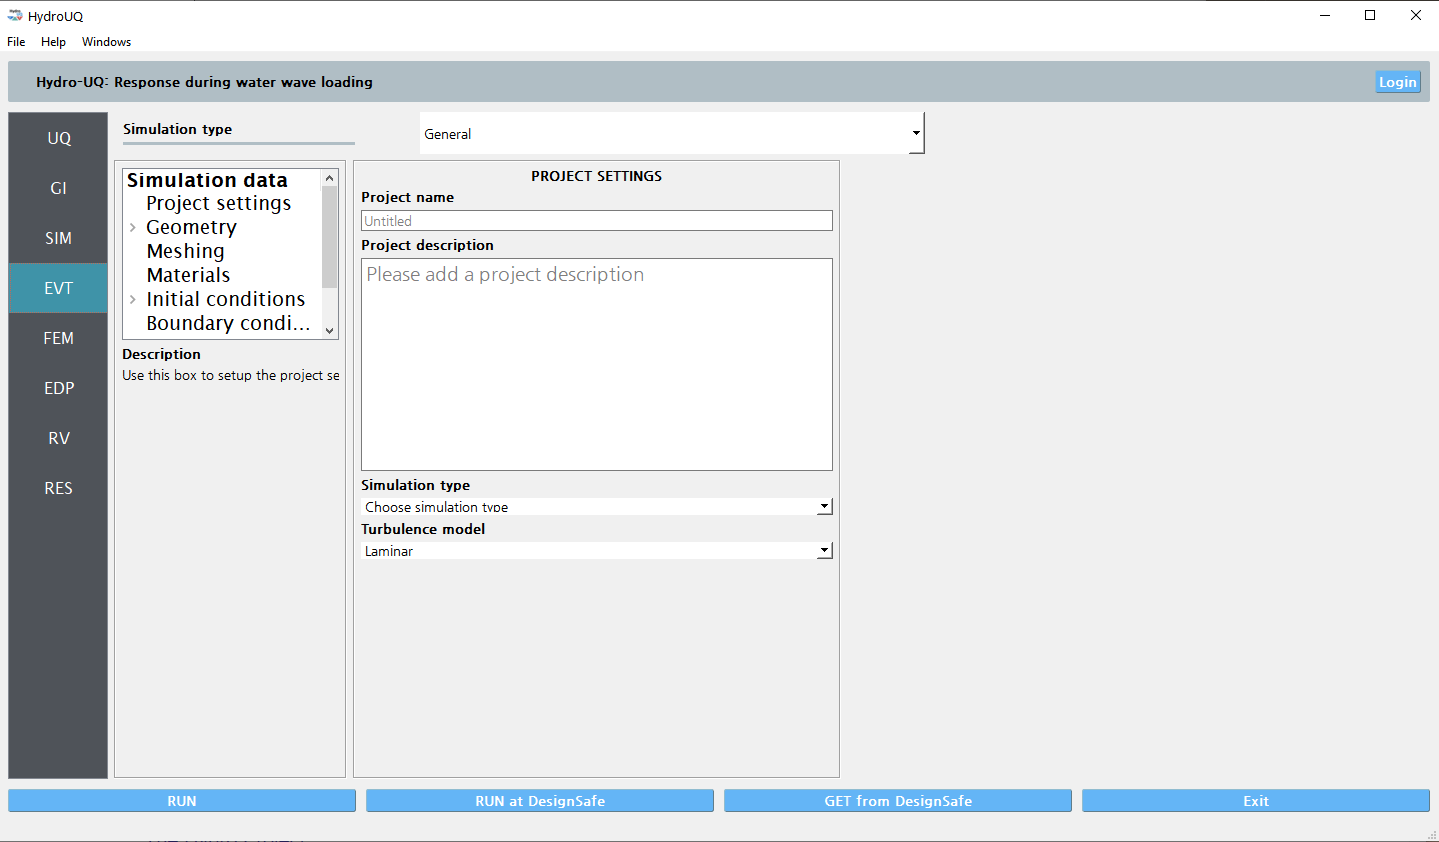 HydroUQ
File Help Windows
Hydro-UQ: Response during water wave loading
Login
UQ
GI
SIM
EVT
FEM
EDP
RV
RES
Simulation type
General
Simulation data
Project settings
Geometry
Meshing
Materials
Initial conditions
Boundary condi...
Description
Use this box to setup the project se
PROJECT SETTINGS
Project name
Untitled
Project description
Please add a project description
Simulation type
Choose simulation type
Turbulence model
Laminar
RUN
RUN at DesignSafe
GET from DesignSafe
Exit